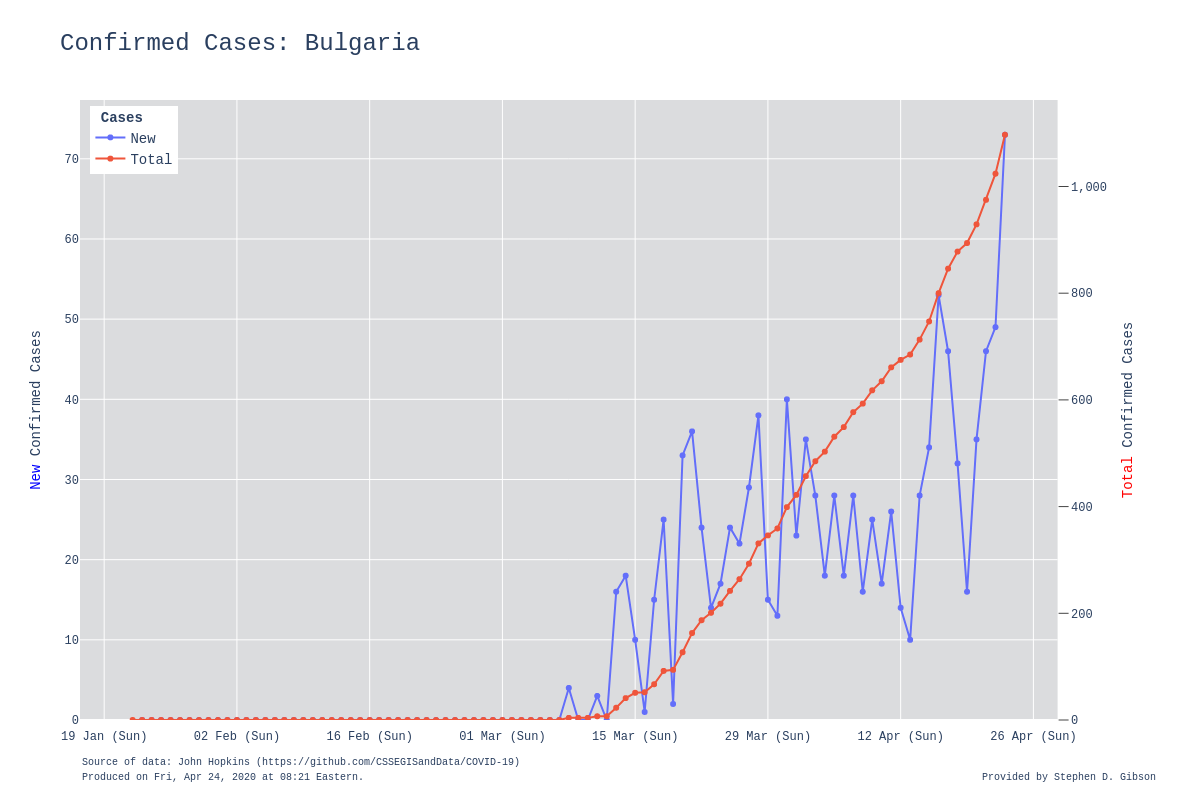 Confirmed Cases: Bulgaria
Cases
New
Total
70
60
50
40
30
20
10
0
1,000
800
600
400
200
0
New Confirmed Cases
Total Confirmed Cases
19 Jan (Sun)
02 Feb (Sun)
16 Feb (Sun)
01 Mar (Sun)
15 Mar (Sun)
29 Mar (Sun)
12 Apr (Sun)
26 Apr (Sun)
Source of data: John Hopkins (https://github.com/CSSEGISandData/COVID-19)
Produced on Fri, Apr 24, 2020 at 08:21 Eastern.
Provided by Stephen D. Gibson